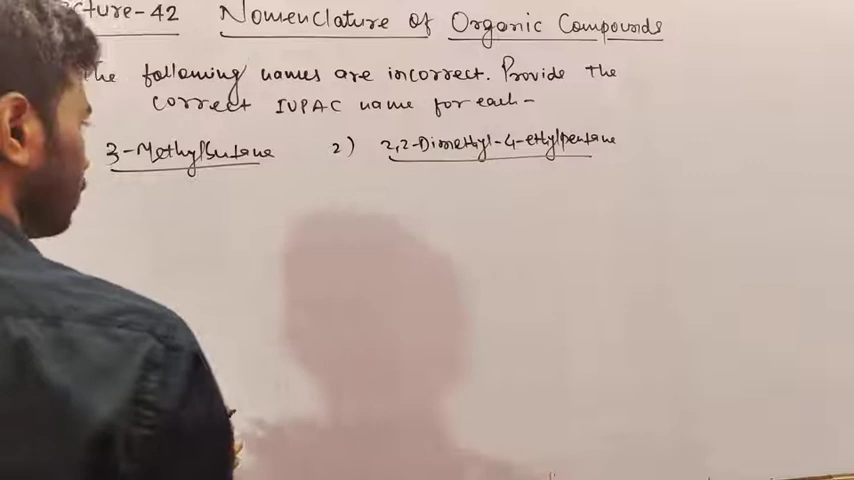 cture-42 Nomenclature of Organic Compounds
The following names are incorrect. Provide the
correct IUPAC name for each-
3-Methylbutane 2) 2,2-Dimethyl-4-ethylpentane